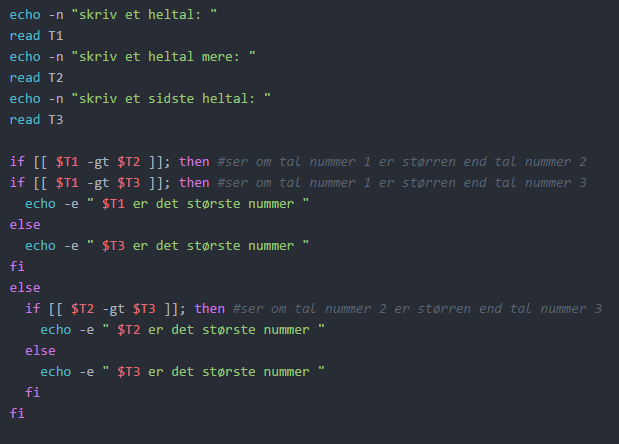 echo -n "skriv et heltal: "
read T1
echo -n "skriv et heltal mere: "
read T2
echo -n "skriv et sidste heltal: "
read T3

if [[ $T1 -gt $T2 ]]; then #ser om tal nummer 1 er størren end tal nummer 2
if [[ $T1 -gt $T3 ]]; then #ser om tal nummer 1 er størren end tal nummer 3
  echo -e " $T1 er det største nummer "
else
  echo -e " $T3 er det største nummer "
fi
else
  if [[ $T2 -gt $T3 ]]; then #ser om tal nummer 2 er størren end tal nummer 3
    echo -e " $T2 er det største nummer "
  else
    echo -e " $T3 er det største nummer "
  fi
fi